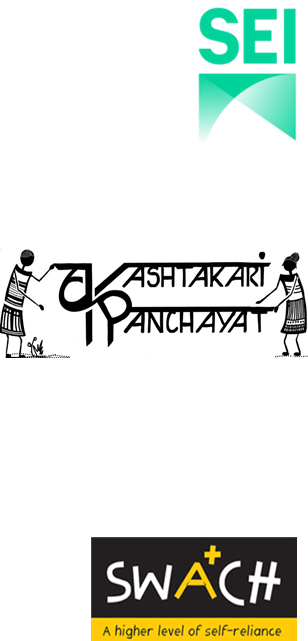 SEI
KASHTAKARI
PANCHAYAT
SWACH+
A higher level of self-reliance